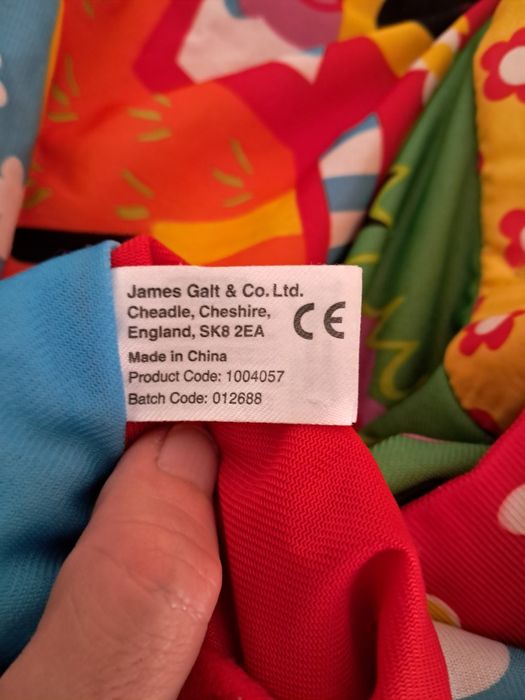 James Galt & Co. Ltd.
Cheadle, Cheshire,
England, SK8 2EA
CE
Made in China
Product Code: 1004057
Batch Code: 012688